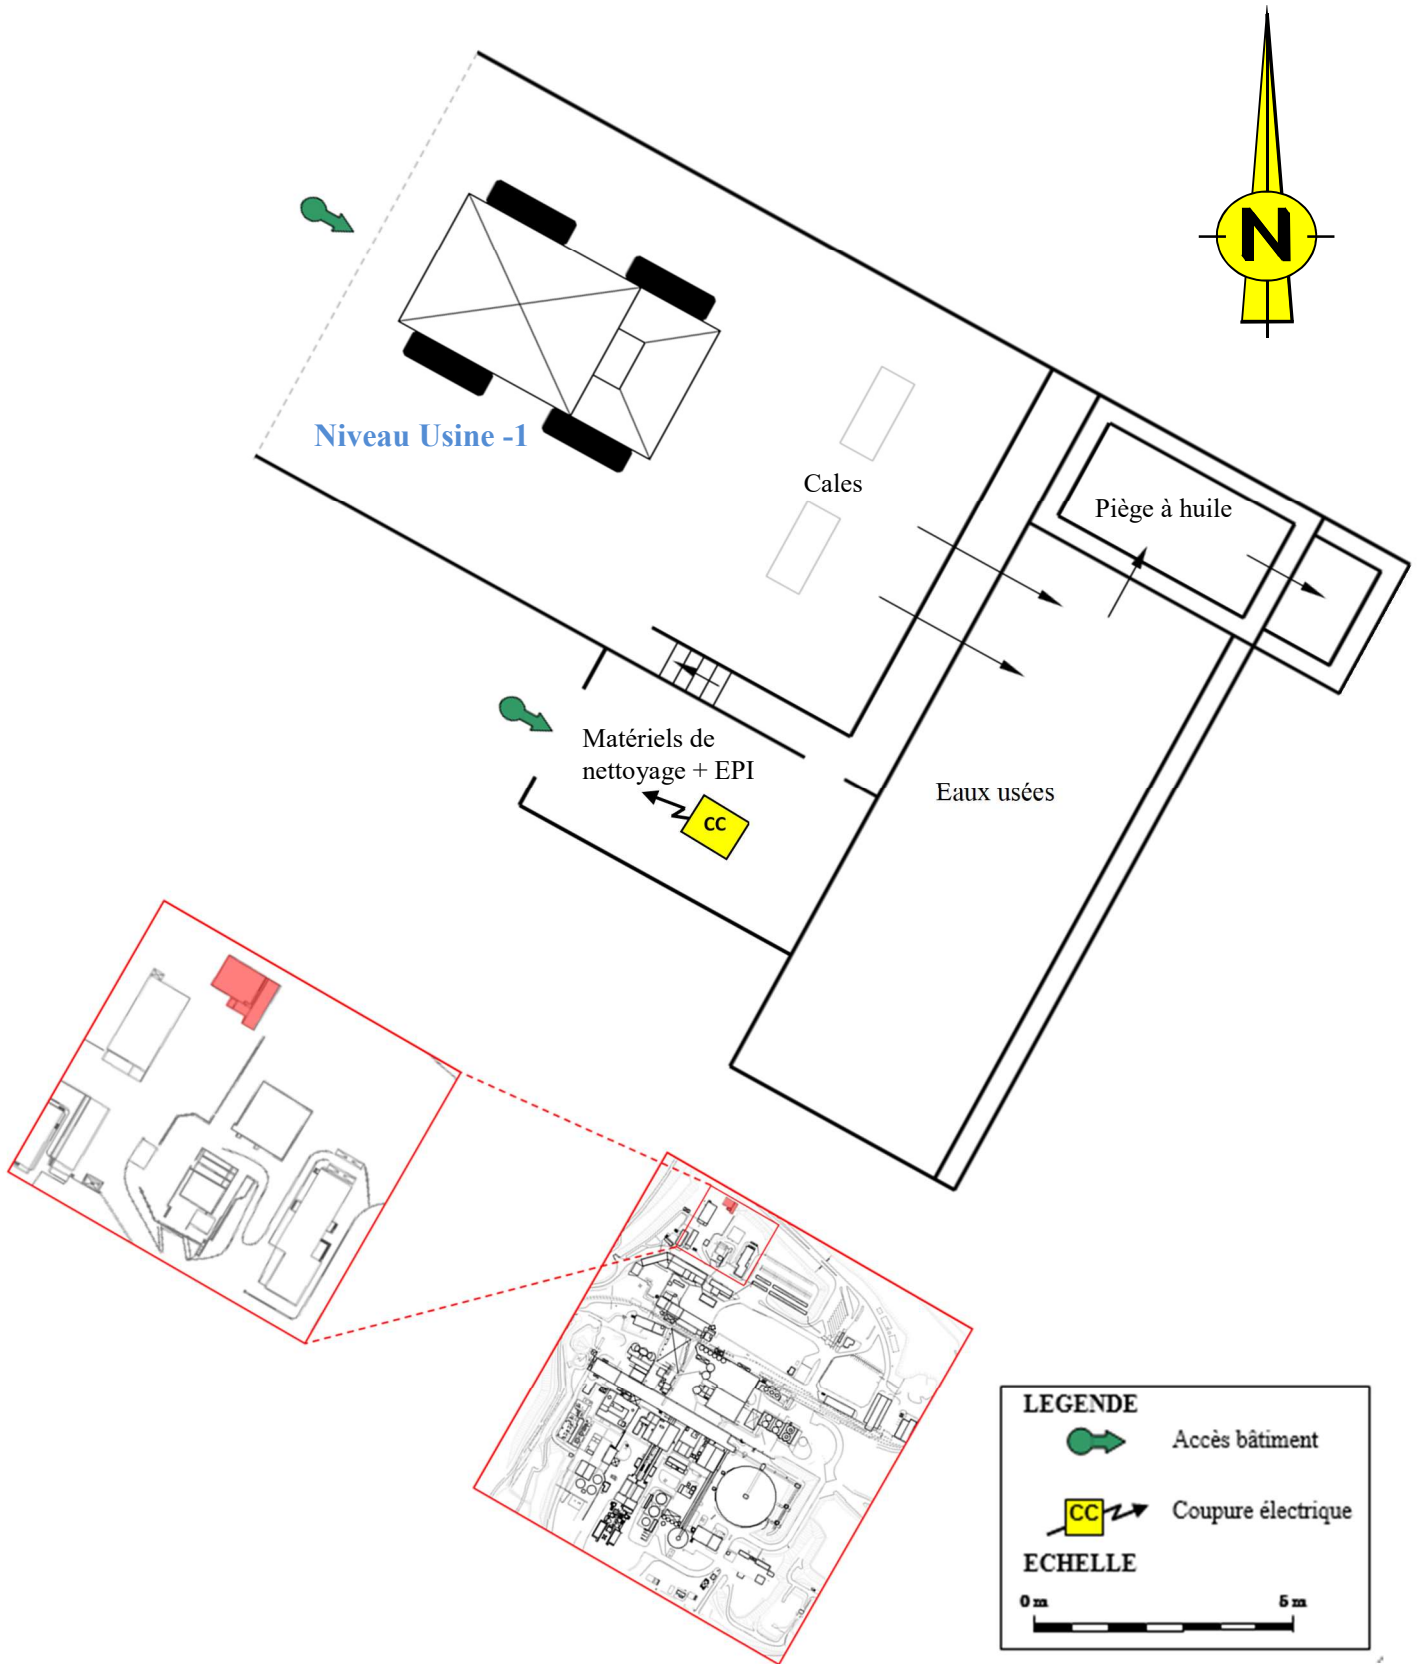 N
Niveau Usine -1
Cales
Piège à huile
Matériels de
nettoyage + EPI
CC
Eaux usées
LEGENDE
Accès bâtiment
CC
Coupure électrique
ECHELLE
0 m
5 m